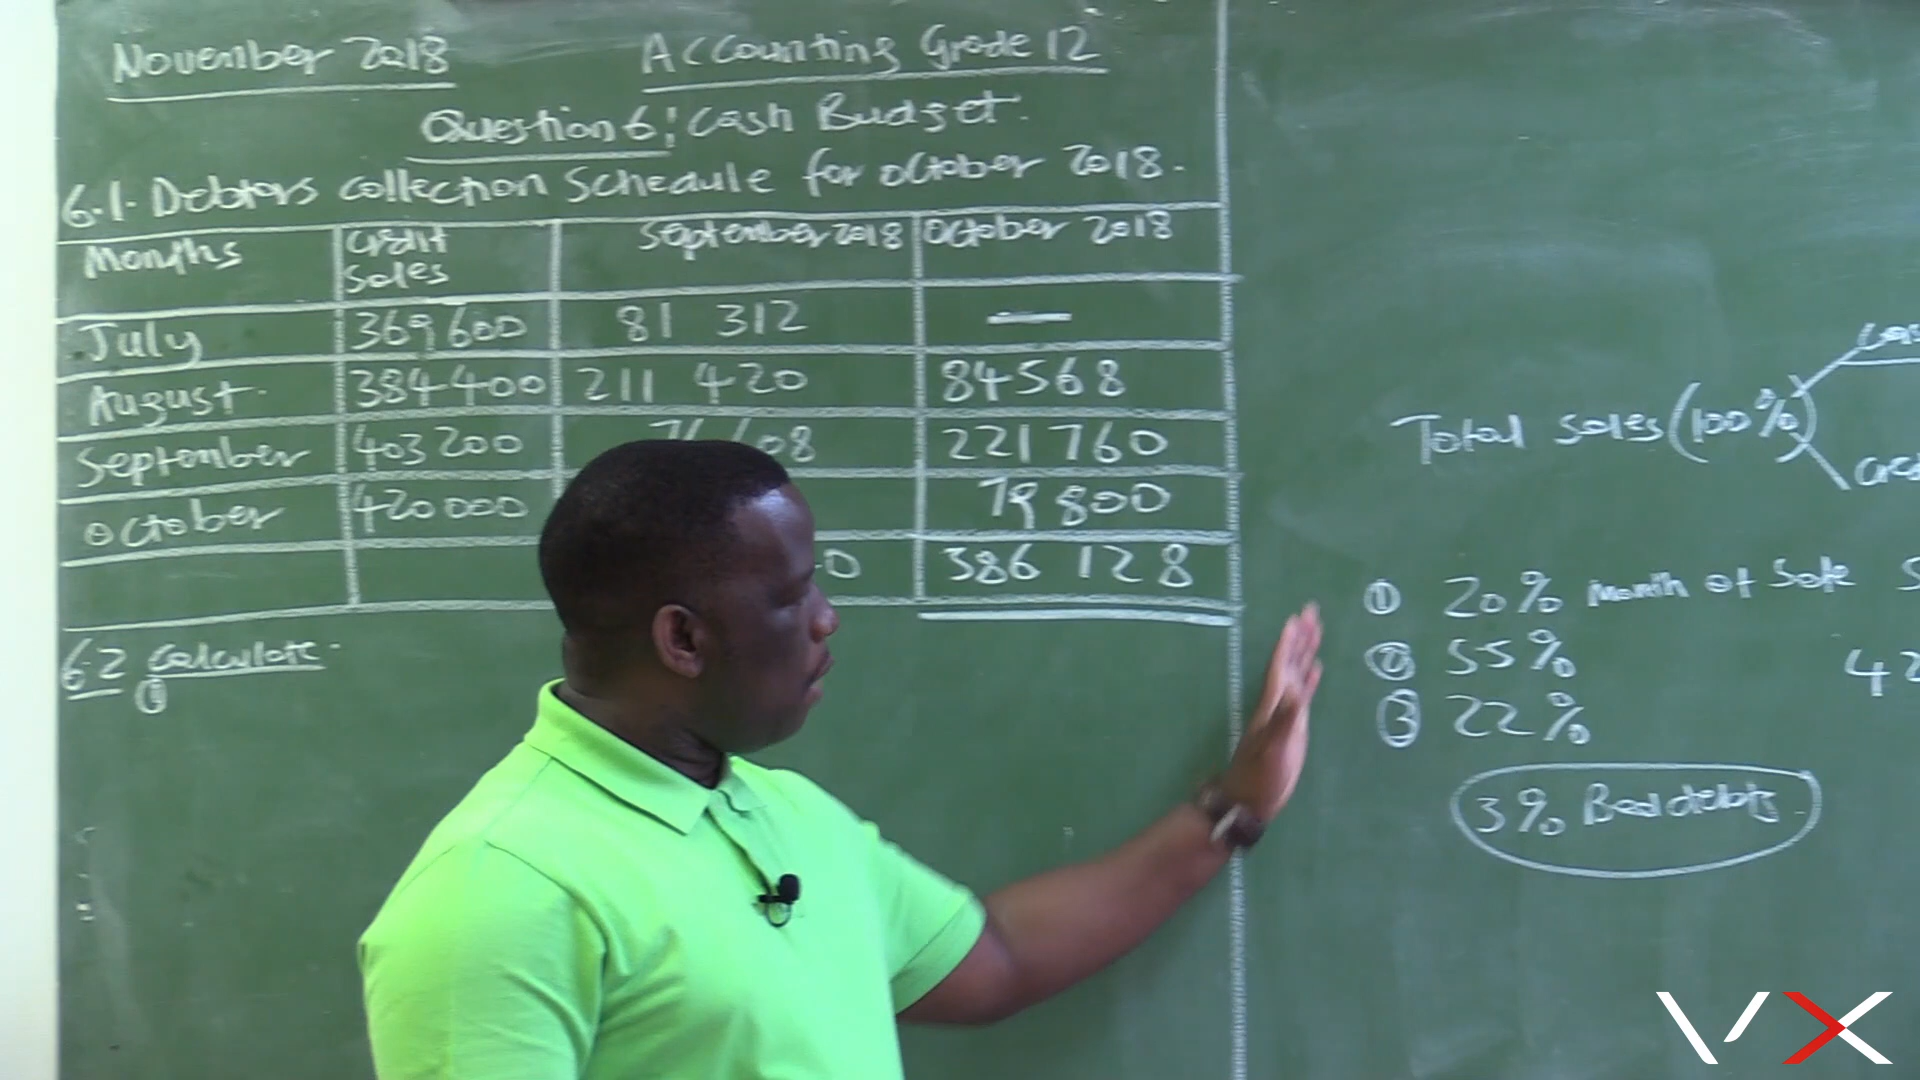 November 2018
Accounting Grade 12
Question 6: Cash Budget.
6.1. Debtors collection Schedule for october 2018.
Months Credit Sales September 2018 October 2018
July 369 600 81 312 —
August. 384 400 211 420 84568
September 403 200 221 760
october 420 000 79 800
386 128
6.2 Calculate.
①
Total sales (100%)
① 20% Month of Sale
② 55%
③ 22%
3% Bad debts.
VX